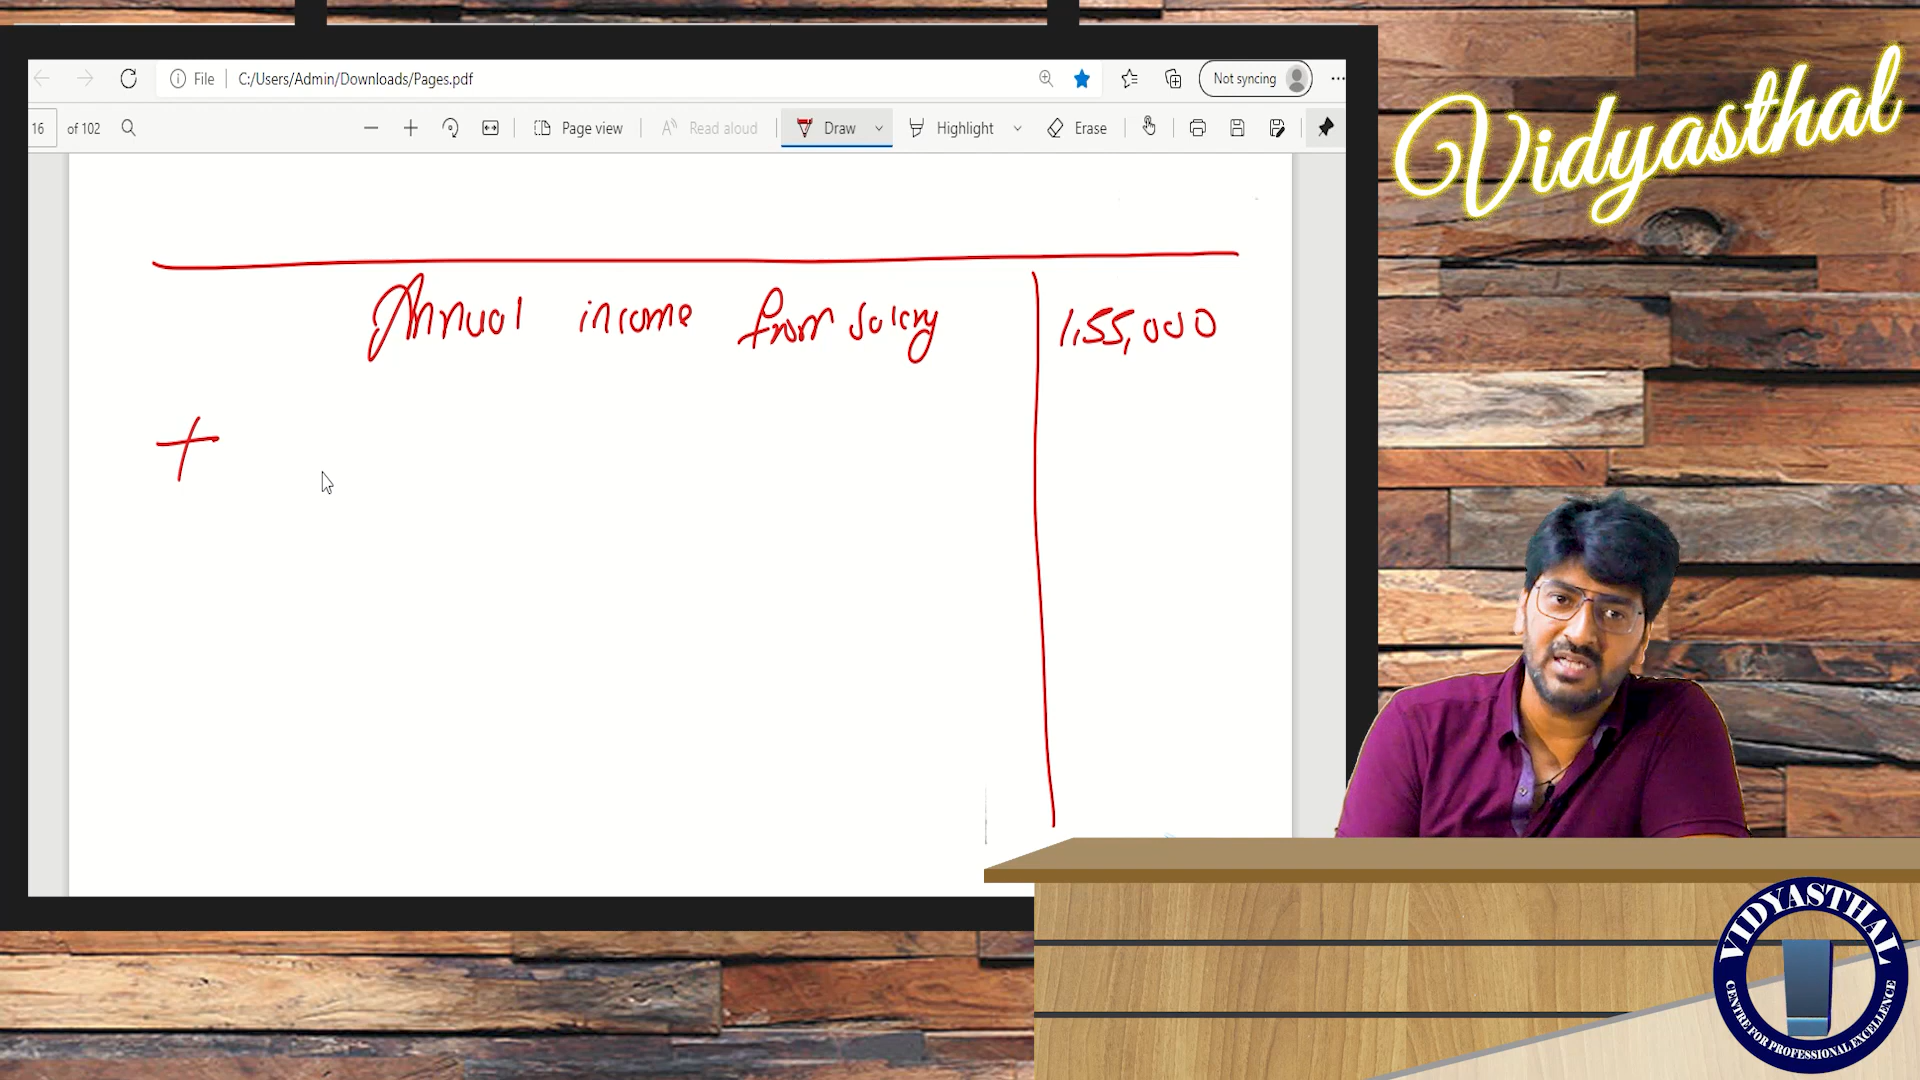 Vidyasthal
File C:/Users/Admin/Downloads/Pages.pdf Not syncing
16 of 102 Page view Read aloud Draw Highlight Erase
Annual income from salary 1,55,000
+
VIDYASTHAL
CENTRE FOR PROFESSIONAL EXCELLENCE